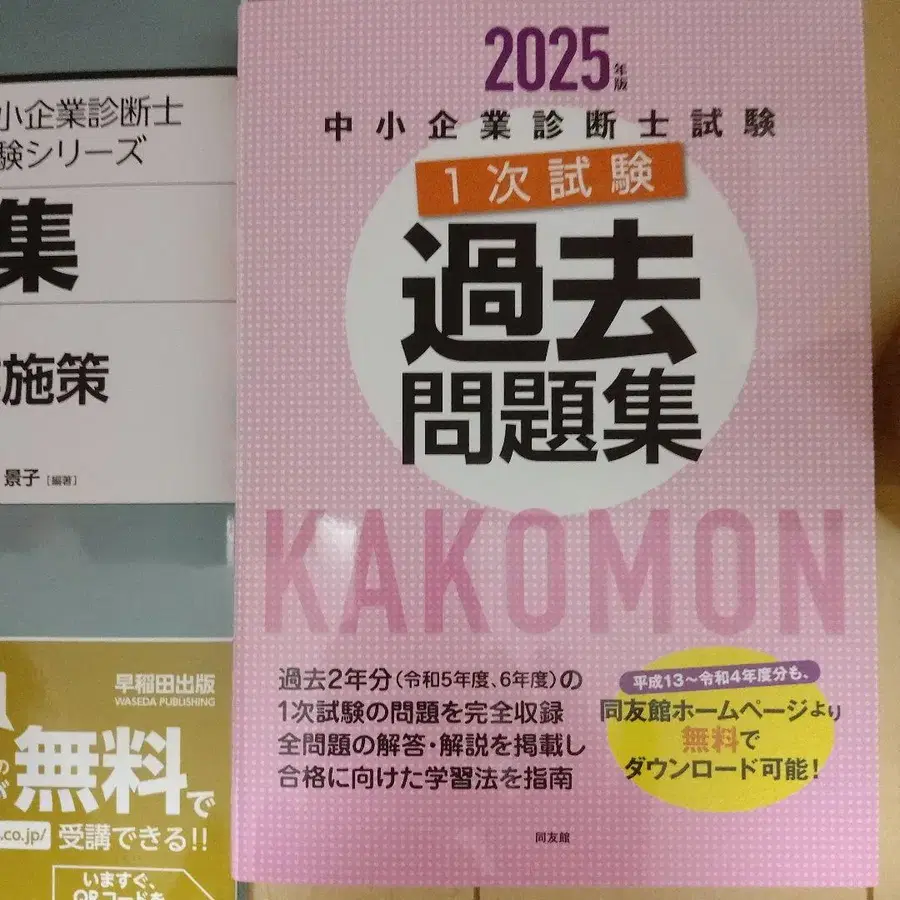 2025年版
中小企業診断士試験
1次試験
過去
問題集
KAKOMON
過去2年分(令和5年度、6年度)の
1次試験の問題を完全収録
全問題の解答・解説を掲載し
合格に向けた学習法を指南
平成13〜令和4年度分も、
同友館ホームページより
無料で
ダウンロード可能!
同友館
小企業診断士
験シリーズ
集
施策
景子[編著]
早稲田出版
WASEDA PUBLISHING
無料で
.co.jp/ 受講できる!!
いますぐ、
QRコードを